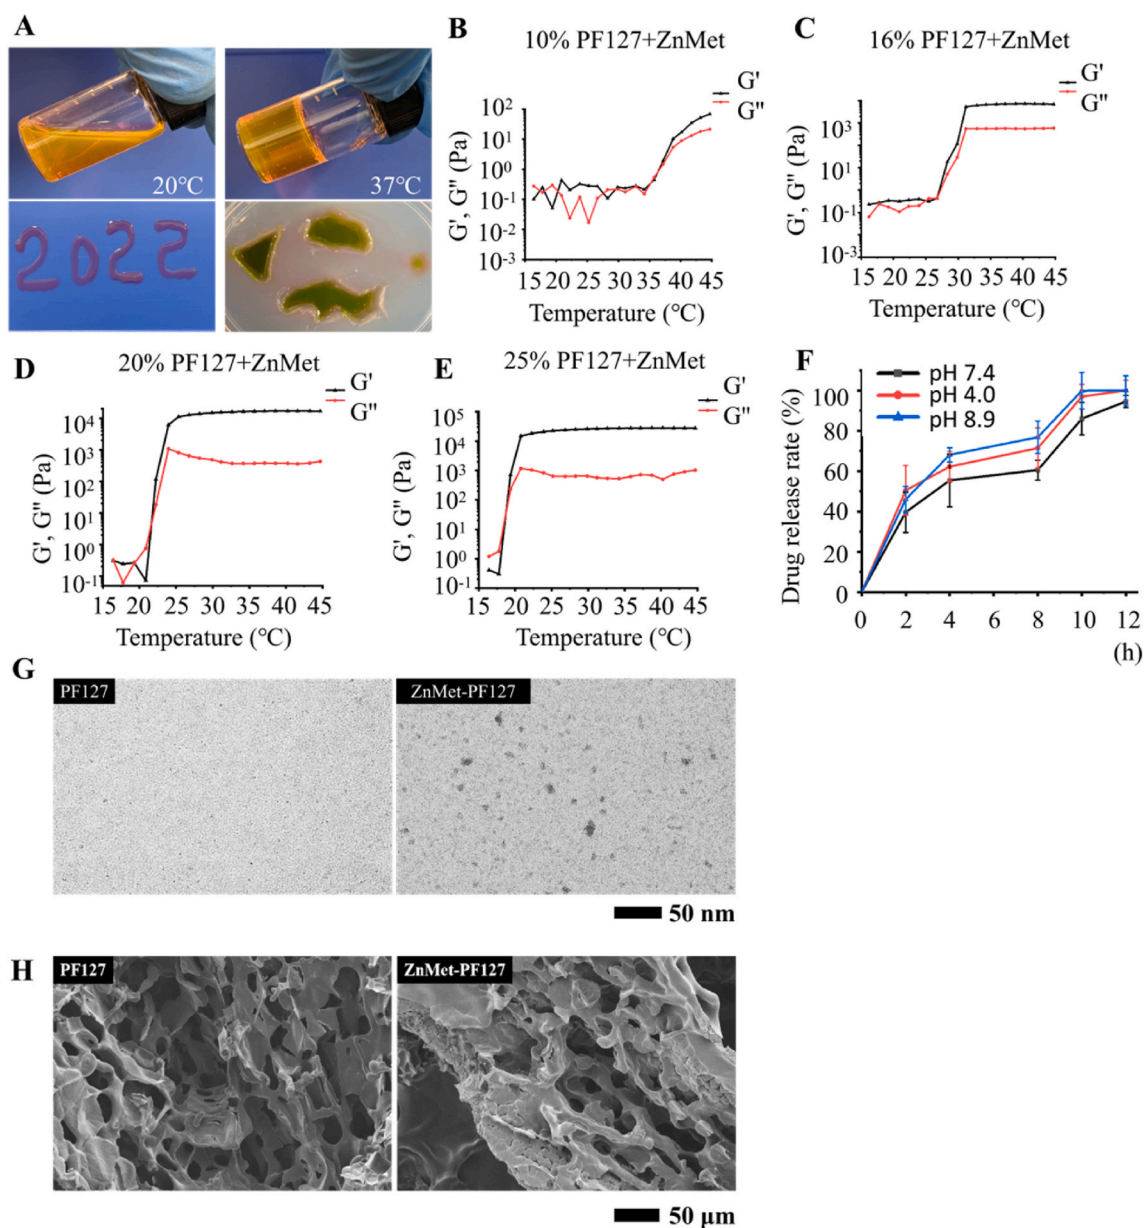 A
20℃
37℃
2022
B
10% PF127+ZnMet
G'
G"
G', G" (Pa)
10²
10¹
10⁰
10⁻¹
10⁻²
10⁻³
15 20 25 30 35 40 45
Temperature (℃)
C
16% PF127+ZnMet
G'
G"
G', G" (Pa)
10³
10¹
10⁻¹
10⁻³
15 20 25 30 35 40 45
Temperature (℃)
D
20% PF127+ZnMet
G'
G"
G', G" (Pa)
10⁴
10³
10²
10¹
10⁰
10⁻¹
15 20 25 30 35 40 45
Temperature (℃)
E
25% PF127+ZnMet
G'
G"
G', G" (Pa)
10⁵
10⁴
10³
10²
10¹
10⁰
10⁻¹
15 20 25 30 35 40 45
Temperature (℃)
F
pH 7.4
pH 4.0
pH 8.9
Drug release rate (%)
100
80
60
40
20
0
0 2 4 6 8 10 12
(h)
G
PF127
ZnMet-PF127
50 nm
H
PF127
ZnMet-PF127
50 μm